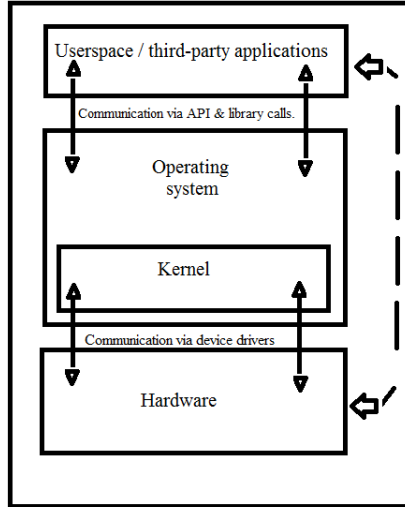 Userspace / third-party applications
Communication via API & library calls.
Operating
system
Kernel
Communication via device drivers
Hardware